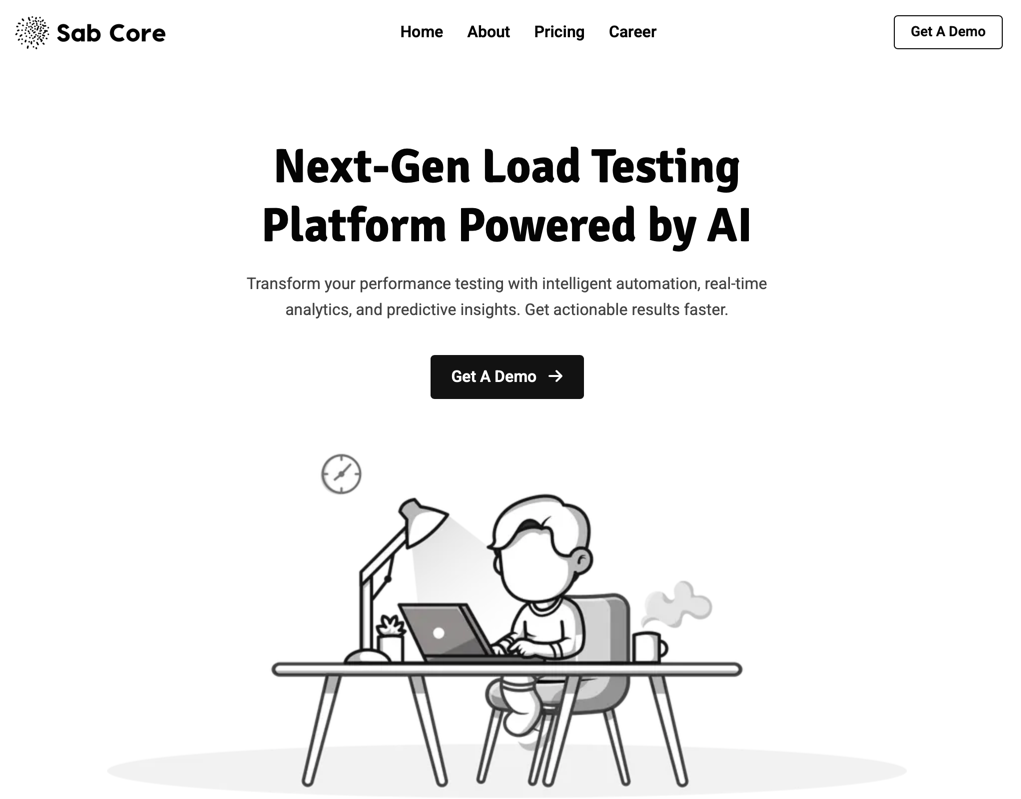 Sab Core
Home About Pricing Career
Get A Demo
Next-Gen Load Testing
Platform Powered by AI
Transform your performance testing with intelligent automation, real-time
analytics, and predictive insights. Get actionable results faster.
Get A Demo →